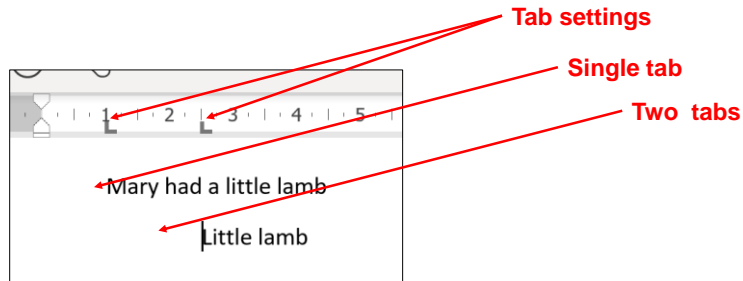 Tab settings
Single tab
Two tabs
1 2 3 4 5
Mary had a little lamb
Little lamb